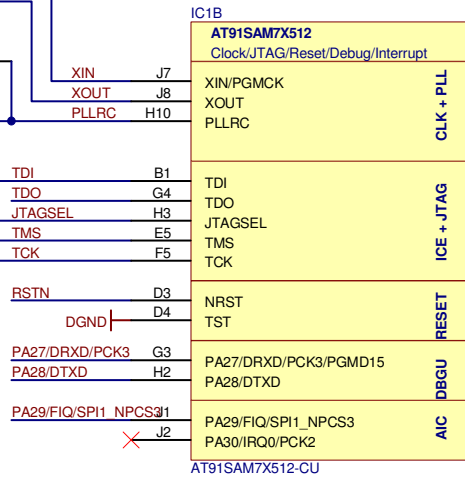 IC1B
AT91SAM7X512
Clock/JTAG/Reset/Debug/Interrupt
XIN J7 XIN/PGMCK
XOUT J8 XOUT
PLLRC H10 PLLRC
CLK + PLL
TDI B1 TDI
TDO G4 TDO
JTAGSEL H3 JTAGSEL
TMS E5 TMS
TCK F5 TCK
ICE + JTAG
RSTN D3 NRST
DGND D4 TST
RESET
PA27/DRXD/PCK3 G3 PA27/DRXD/PCK3/PGMD15
PA28/DTXD H2 PA28/DTXD
DBGU
PA29/FIQ/SPI1_NPCS3 J1 PA29/FIQ/SPI1_NPCS3
J2 PA30/IRQ0/PCK2
AIC
AT91SAM7X512-CU